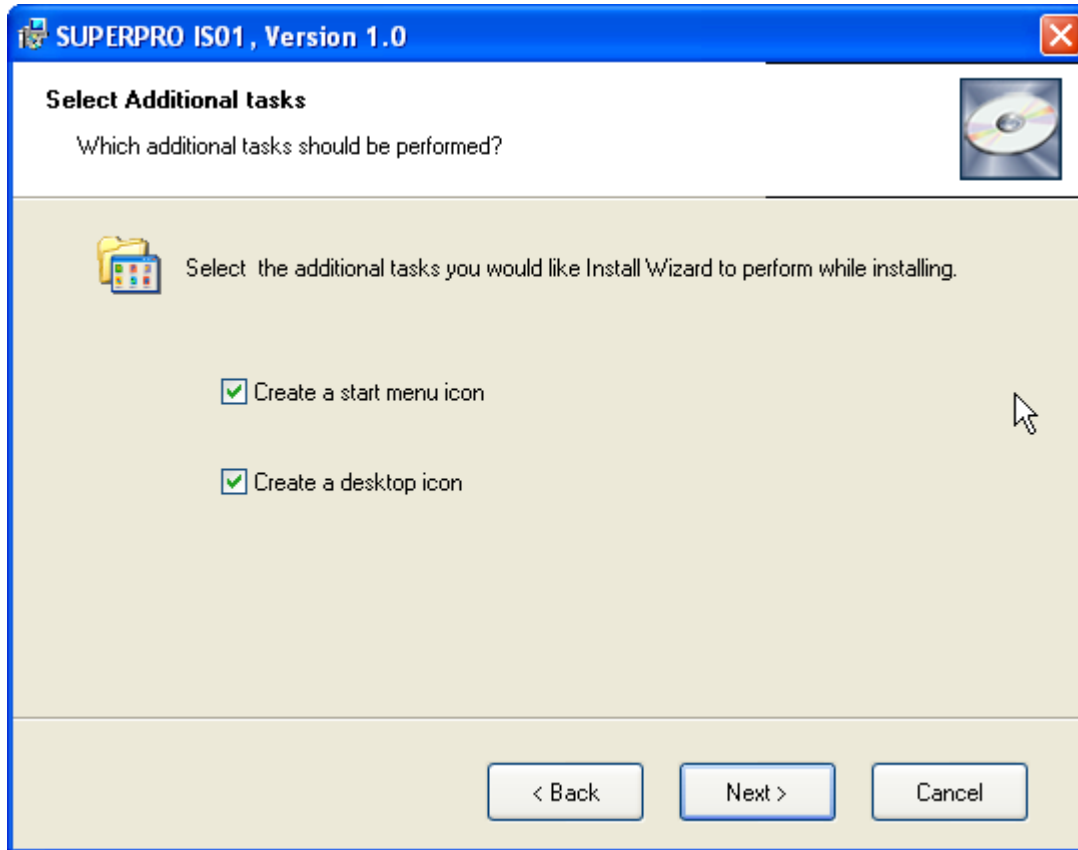 SUPERPRO IS01, Version 1.0
Select Additional tasks
Which additional tasks should be performed?
Select  the additional tasks you would like Install Wizard to perform while installing.
Create a start menu icon
Create a desktop icon
< Back Next > Cancel